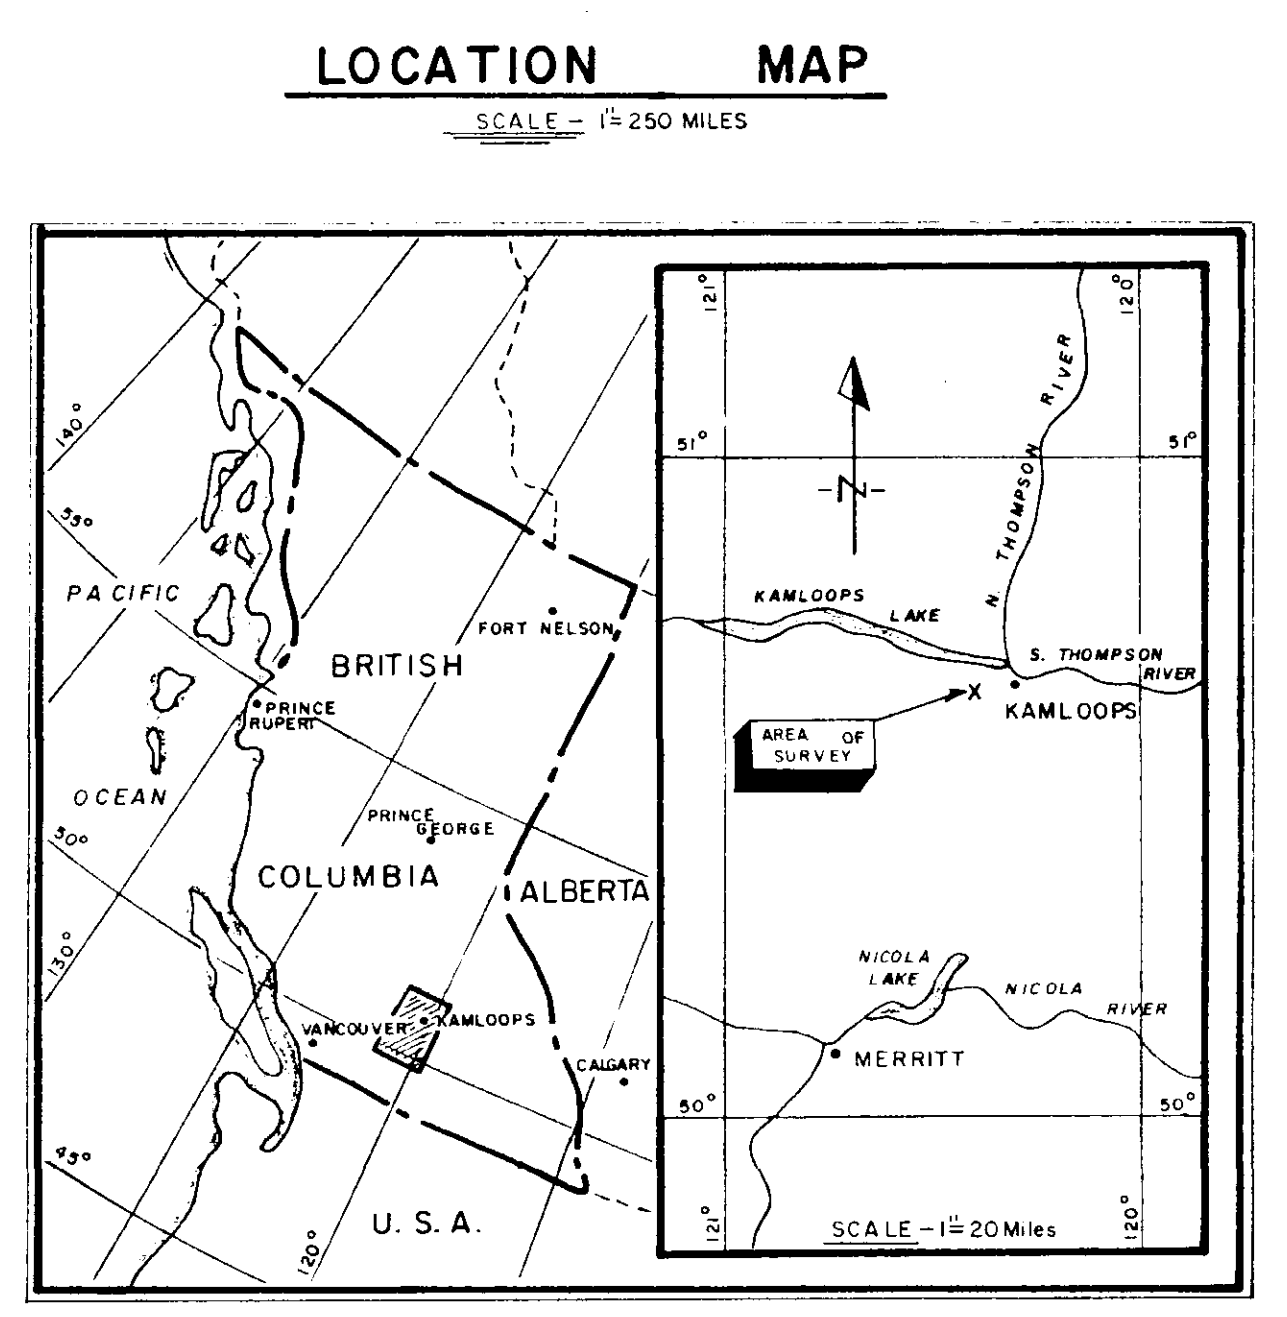 LOCATION MAP
SCALE - 1"= 250 MILES
140°
55°
PACIFIC
OCEAN
50°
130°
45°
120°
FORT NELSON
BRITISH
PRINCE
RUPERT
PRINCE
GEORGE
COLUMBIA
ALBERTA
VANCOUVER
KAMLOOPS
CALGARY
U. S. A.
121°
120°
51°
51°
N. THOMPSON RIVER
-N-
KAMLOOPS LAKE
S. THOMPSON
RIVER
X
KAMLOOPS
AREA OF
SURVEY
NICOLA
LAKE
NICOLA RIVER
MERRITT
50°
50°
121°
120°
SCALE - 1"= 20 Miles